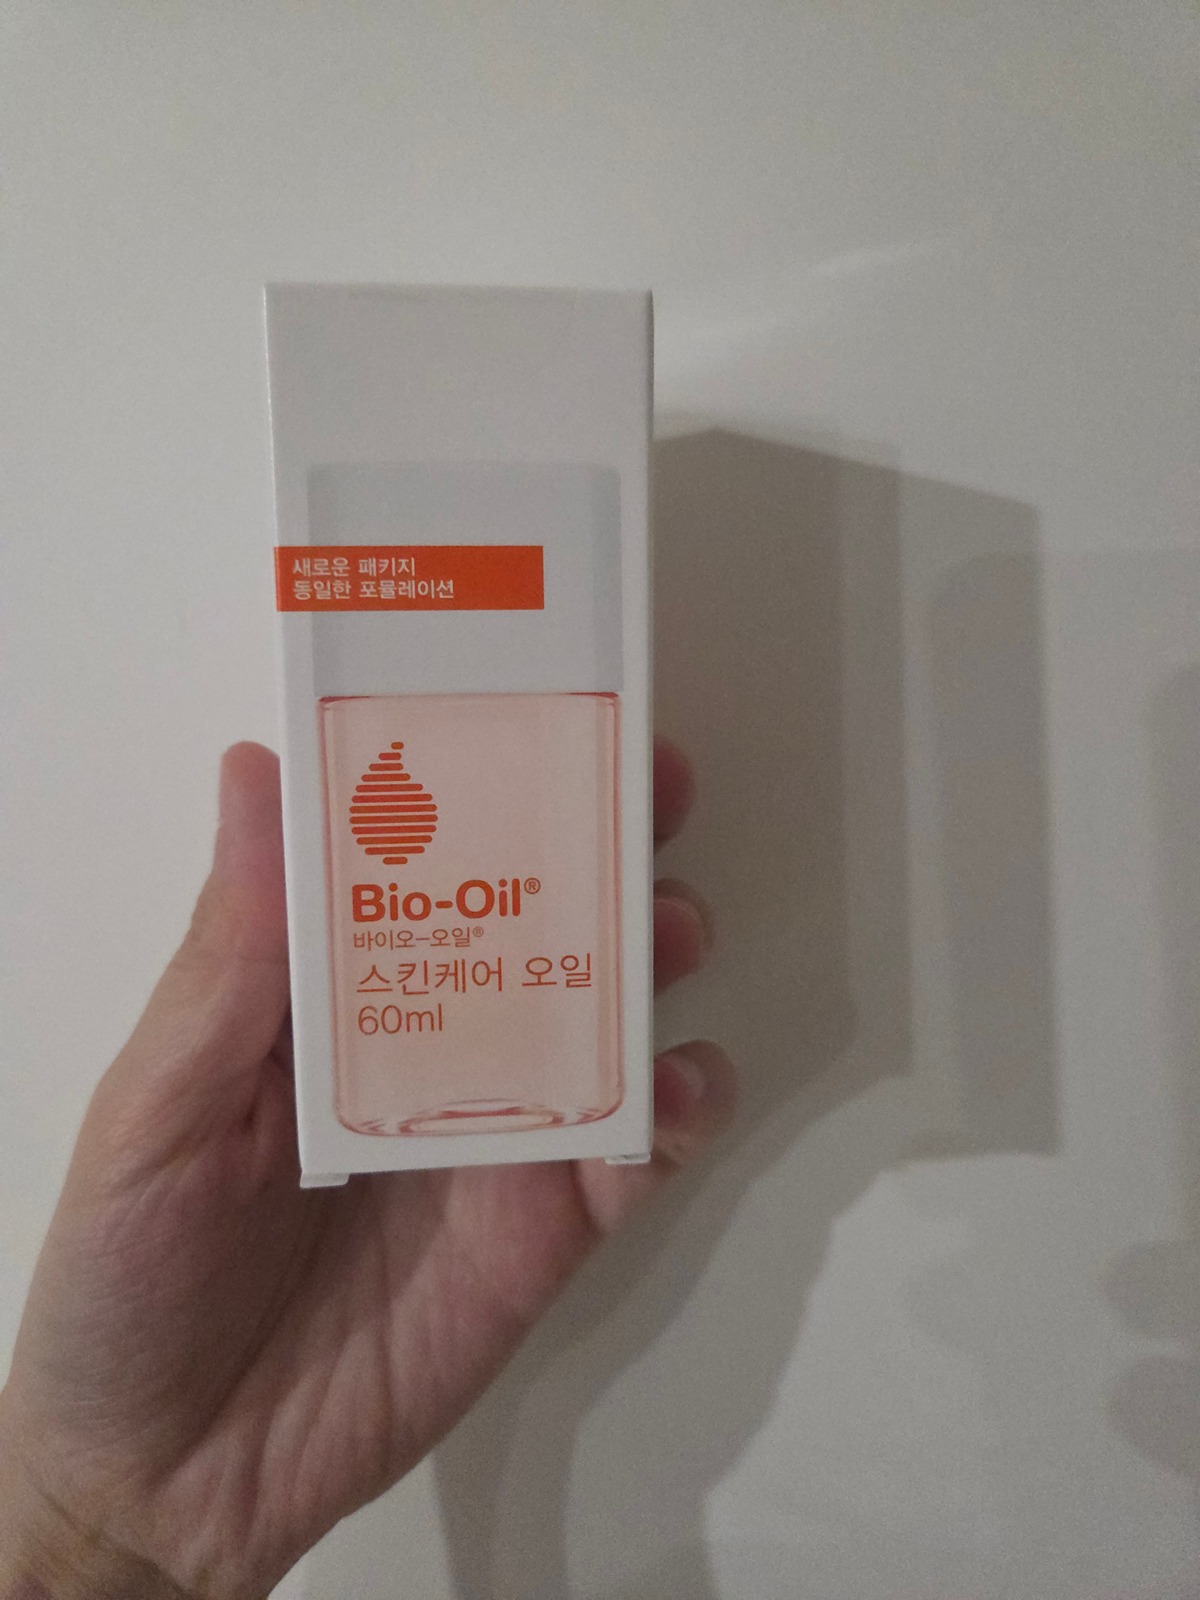 새로운 패키지
동일한 포뮬레이션
Bio-Oil®
바이오-오일®
스킨케어 오일
60ml